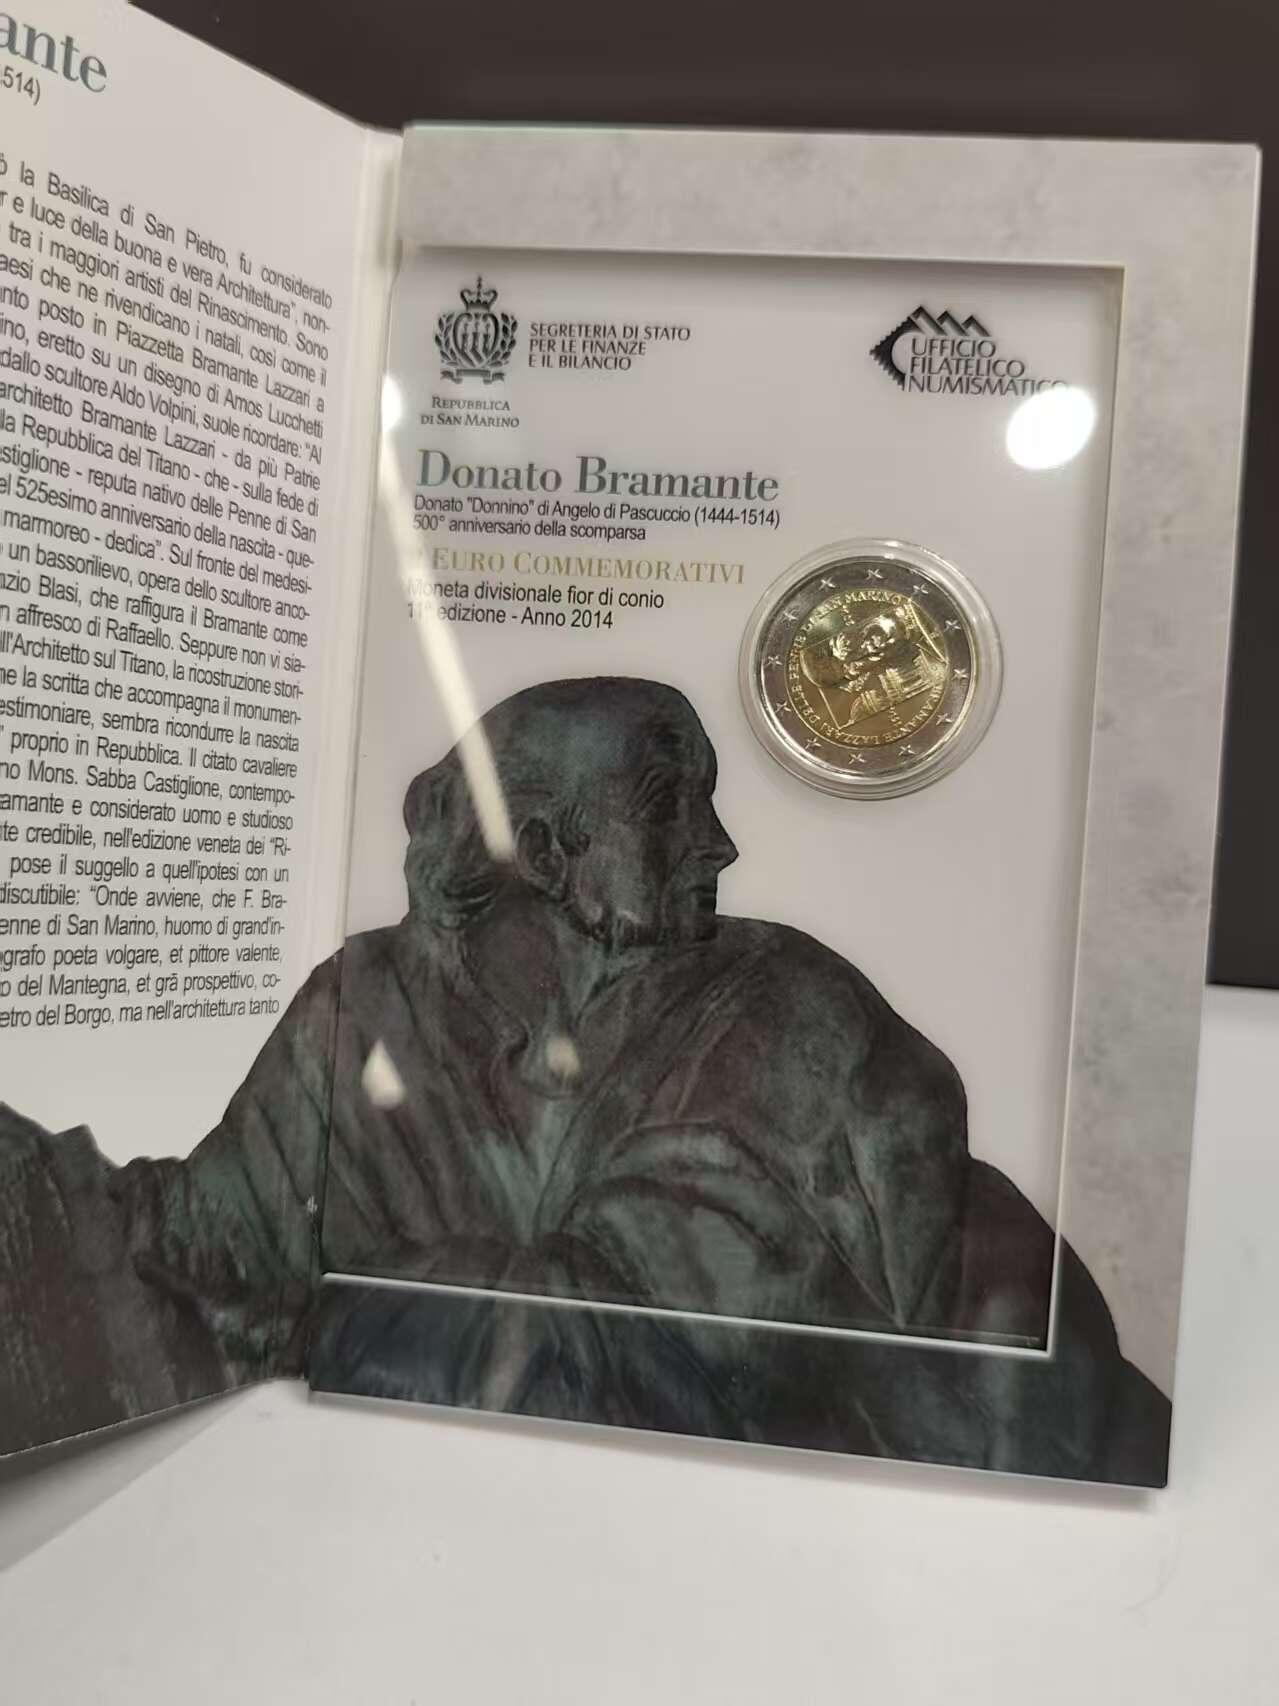 ante
514)
la Basilica di San Pietro, fu considerato
r e luce della buona e vera Architettura", non-
tra i maggiori artisti del Rinascimento. Sono
aesi che ne rivendicano i natali, così come il
nto posto in Piazzetta Bramante Lazzari a
ino, eretto su un disegno di Amos Lucchetti
dallo scultore Aldo Volpini, suole ricordare: "Al
architetto Bramante Lazzari - da più Patrie
lla Repubblica del Titano - che - sulla fede di
stiglione - reputa nativo delle Penne di San
el 525esimo anniversario della nascita - que-
marmoreo - dedica". Sul fronte del medesi-
un bassorilievo, opera dello scultore anco-
nzio Blasi, che raffigura il Bramante come
n affresco di Raffaello. Seppure non vi sia-
ll'Architetto sul Titano, la ricostruzione stori-
me la scritta che accompagna il monumen-
estimoniare, sembra ricondurre la nascita
" proprio in Repubblica. Il citato cavaliere
no Mons. Sabba Castiglione, contempo-
amante e considerato uomo e studioso
te credibile, nell'edizione veneta dei "Ri-
pose il suggello a quell'ipotesi con un
discutibile: "Onde avviene, che F. Bra-
enne di San Marino, huomo di grand'in-
grafo poeta volgare, et pittore valente,
o del Mantegna, et grã prospettivo, co-
etro del Borgo, ma nell'architettura tanto
SEGRETERIA DI STATO
PER LE FINANZE
E IL BILANCIO
REPUBBLICA
DI SAN MARINO
UFFICIO
FILATELICO
NUMISMATICO
Donato Bramante
Donato "Donnino" di Angelo di Pascuccio (1444-1514)
500° anniversario della scomparsa
EURO COMMEMORATIVI
Moneta divisionale fior di conio
11° edizione - Anno 2014
BRAMANTE LAZZARI DELLE PENNE DI SAN MARINO